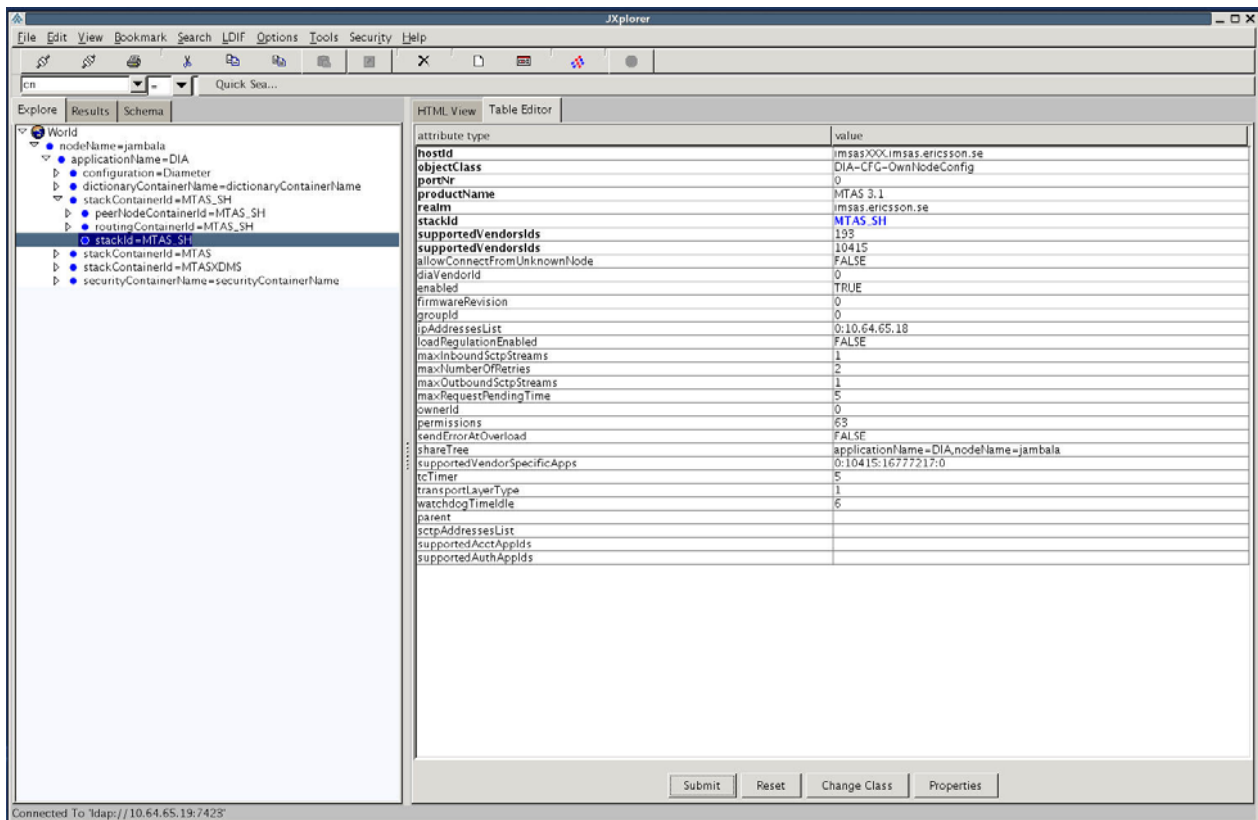 JXplorer
File Edit View Bookmark Search LDIF Options Tools Security Help
cn = Quick Sea...
Explore Results Schema
World
nodeName=jambala
applicationName=DIA
configuration=Diameter
dictionaryContainerName=dictionaryContainerName
stackContainerId=MTAS_SH
peerNodeContainerId=MTAS_SH
routingContainerId=MTAS_SH
stackId=MTAS_SH
stackContainerId=MTAS
stackContainerId=MTASXDMS
securityContainerName=securityContainerName
HTML View Table Editor
attribute type value
hostId imsasXXX.imsas.ericsson.se
objectClass DIA-CFG-OwnNodeConfig
portNr 0
productName MTAS 3.1
realm imsas.ericsson.se
stackId MTAS_SH
supportedVendorsIds 193
supportedVendorsIds 10415
allowConnectFromUnknownNode FALSE
diaVendorId 0
enabled TRUE
firmwareRevision 0
groupId 0
ipAddressesList 0:10.64.65.18
loadRegulationEnabled FALSE
maxInboundSctpStreams 1
maxNumberOfRetries 2
maxOutboundSctpStreams 1
maxRequestPendingTime 5
ownerId 0
permissions 63
sendErrorAtOverload FALSE
shareTree applicationName=DIA,nodeName=jambala
supportedVendorSpecificApps 0:10415:16777217:0
tcTimer 5
transportLayerType 1
watchdogTimeIdle 6
parent
sctpAddressesList
supportedAcctAppIds
supportedAuthAppIds
Submit Reset Change Class Properties
Connected To 'ldap://10.64.65.19:7423'